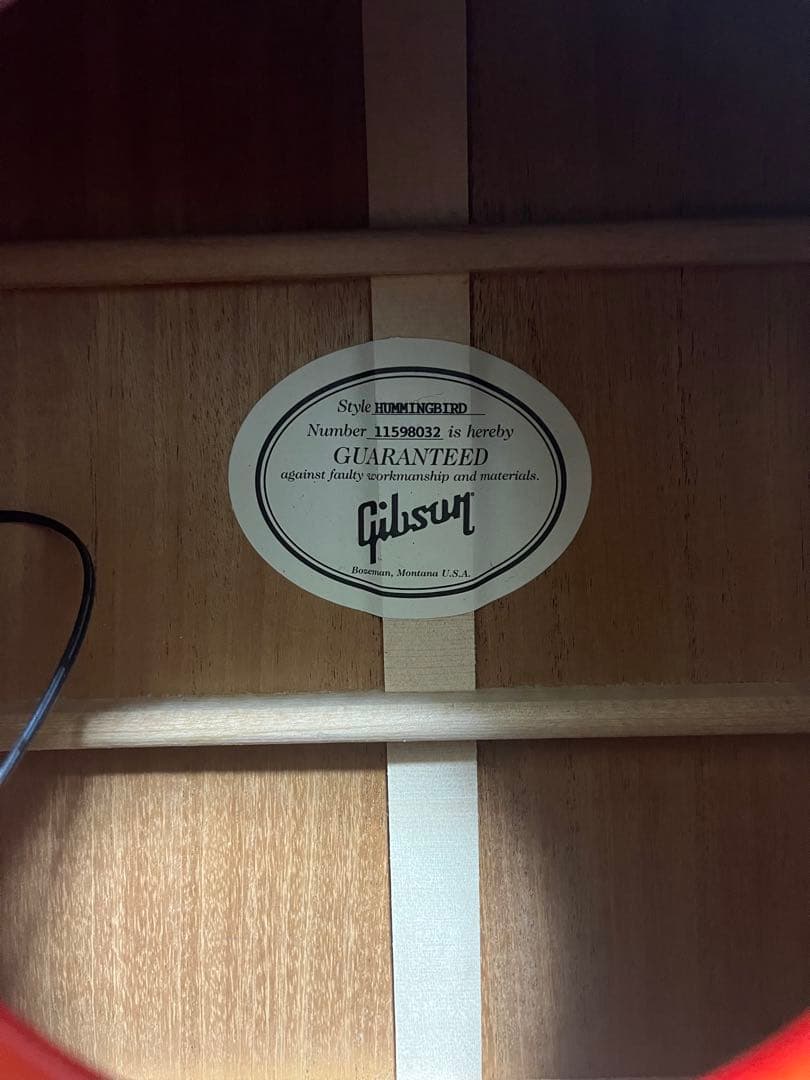 Style HUMMINGBIRD
Number 11598032 is hereby
GUARANTEED
against faulty workmanship and materials.
Gibson
Bozeman, Montana U.S.A.